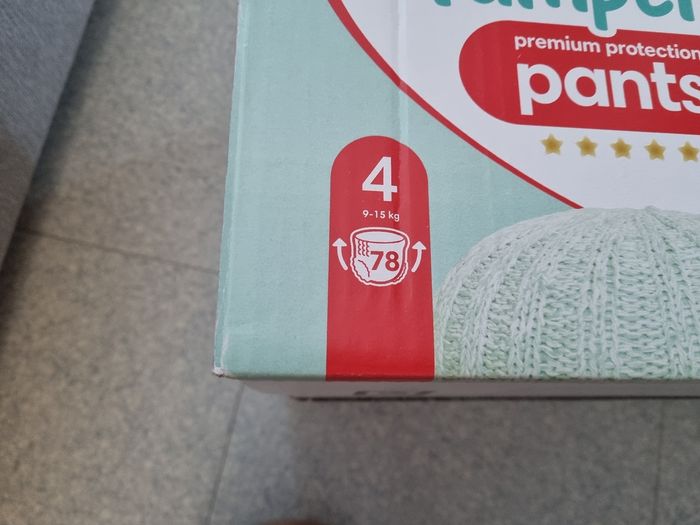 premium protection
pants
4
9-15 kg
78